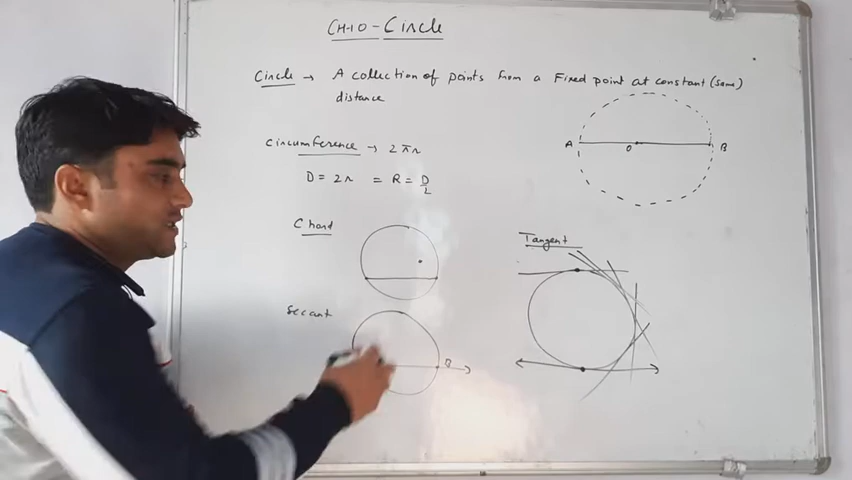 CH-10 - Circle
Circle → A collection of points from a Fixed point at constant (same)
distance
Circumference → 2πr
D = 2r = R = D/2
A O B
Chord
Tangent
Secant
B